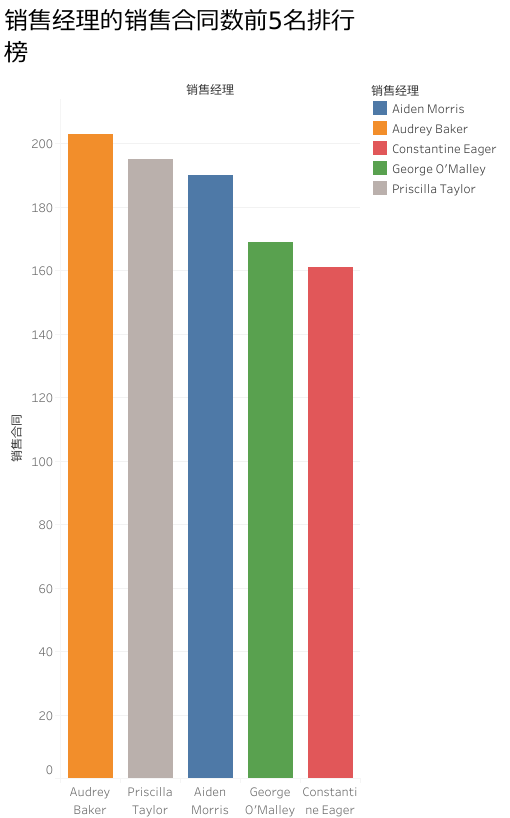 销售经理的销售合同数前5名排行
榜
销售经理
销售经理
Aiden Morris
Audrey Baker
Constantine Eager
George O’Malley
Priscilla Taylor
200
180
160
140
120
100
80
60
40
20
0
销售合同
Audrey
Baker
Priscilla
Taylor
Aiden
Morris
George
O’Malley
Constanti
ne Eager